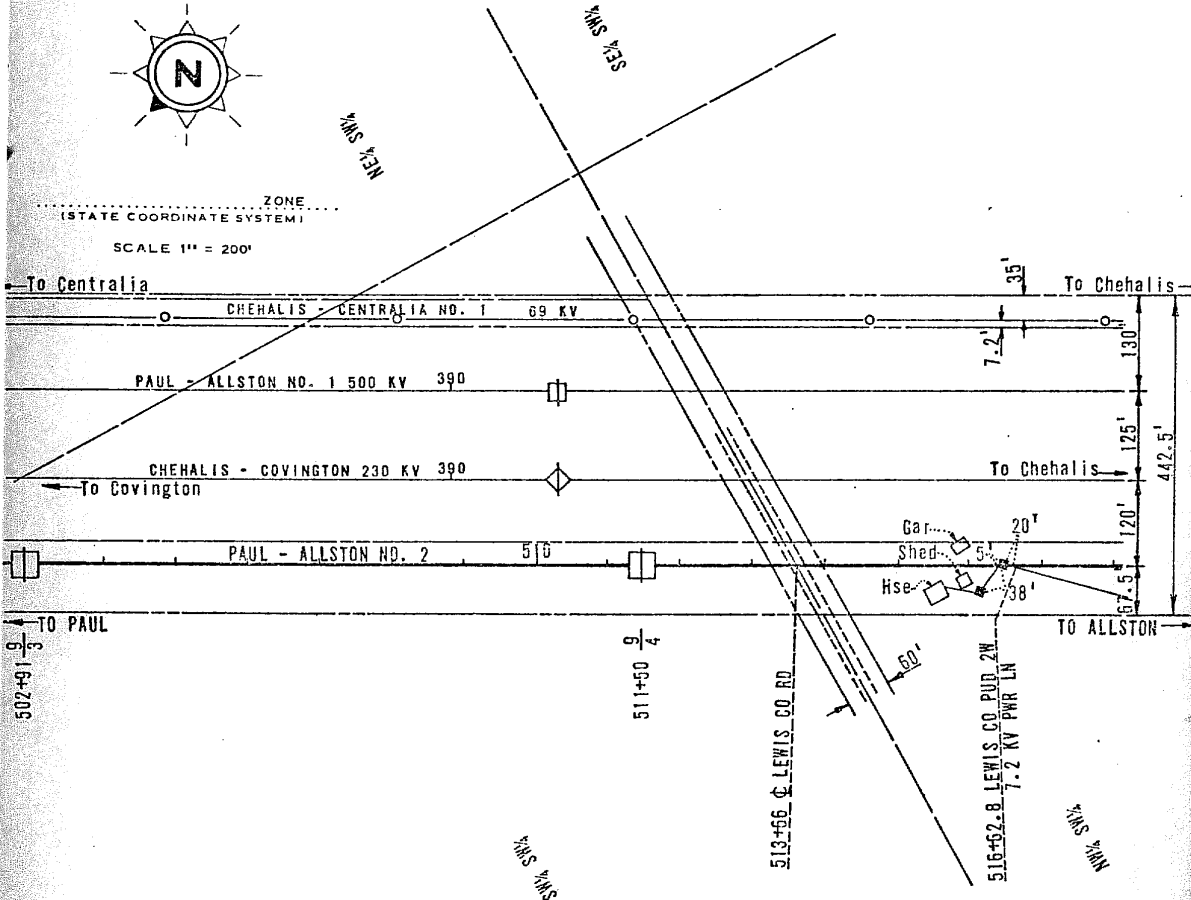 N
SE¼ SW¼
NE¼ SW¼
ZONE
(STATE COORDINATE SYSTEM)
SCALE 1" = 200'
To Centralia
35'
To Chehalis
CHEHALIS - CENTRALIA NO. 1 69 KV
7.2'
130'
PAUL - ALLSTON NO. 1 500 KV 390
125'
442.5'
CHEHALIS - COVINGTON 230 KV 390
To Chehalis
To Covington
120'
Gar
20'
PAUL - ALLSTON NO. 2 510
Shed
5'
Hse
38'
67.5'
TO PAUL
TO ALLSTON
502+91 9/3
511+50 9/4
60'
513+66 ℄ LEWIS CO RD
516+62.8 LEWIS CO PUD 2W
7.2 KV PWR LN
SW¼ SW¼
NW¼ SW¼